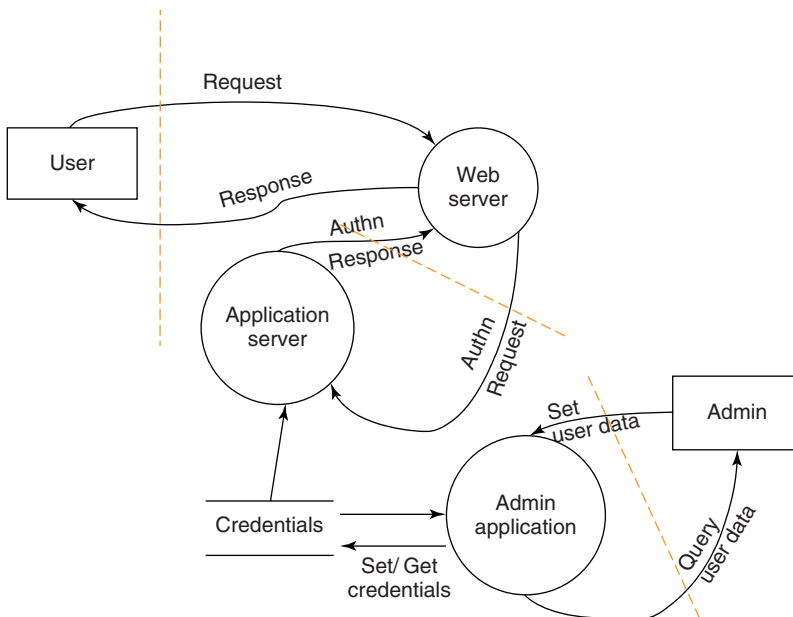 Request
User
Web
server
Response
Authn
Response
Application
server
Authn
Request
Set
user data
Admin
Credentials
Admin
application
Set/ Get
credentials
Query
user data